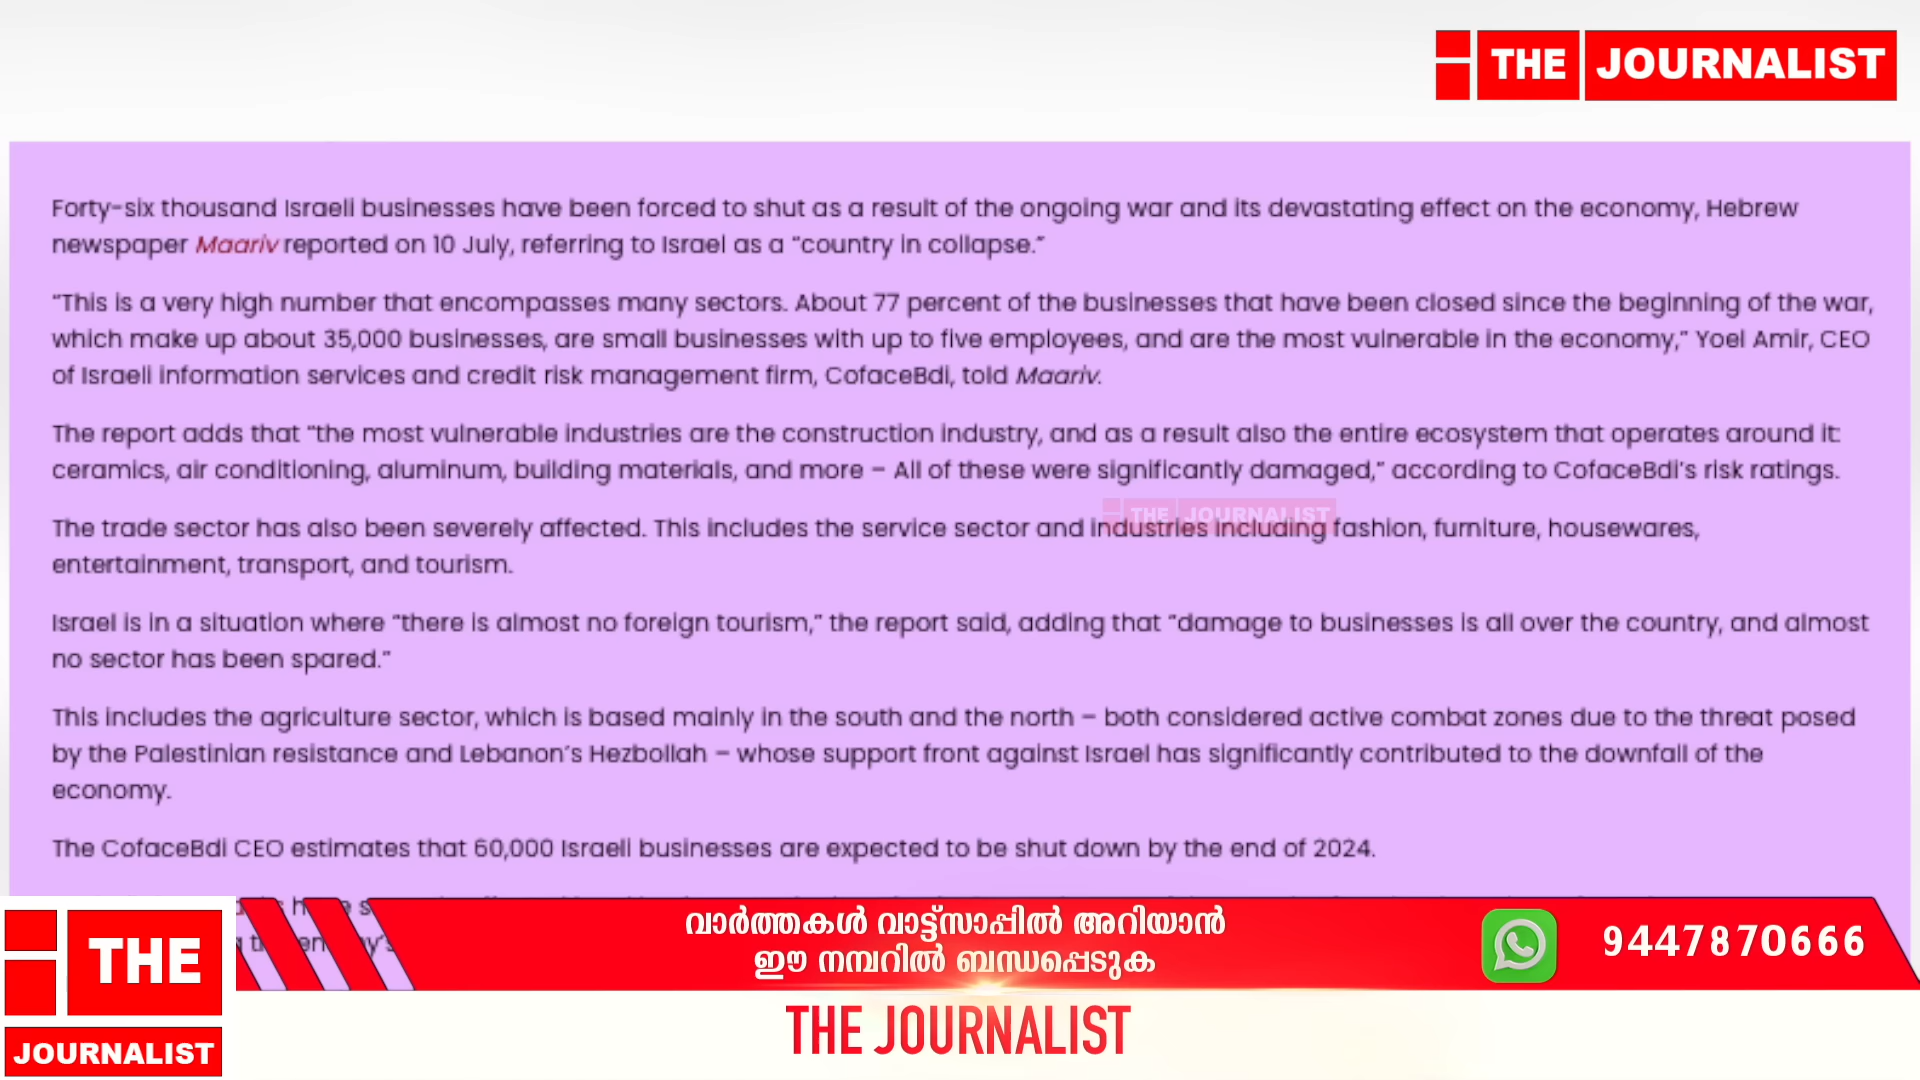 THE JOURNALIST
Forty-six thousand Israeli businesses have been forced to shut as a result of the ongoing war and its devastating effect on the economy, Hebrew
newspaper Maariv reported on 10 July, referring to Israel as a “country in collapse.”
“This is a very high number that encompasses many sectors. About 77 percent of the businesses that have been closed since the beginning of the war,
which make up about 35,000 businesses, are small businesses with up to five employees, and are the most vulnerable in the economy,” Yoel Amir, CEO
of Israeli information services and credit risk management firm, CofaceBdi, told Maariv.
The report adds that “the most vulnerable industries are the construction industry, and as a result also the entire ecosystem that operates around it:
ceramics, air conditioning, aluminum, building materials, and more – All of these were significantly damaged,” according to CofaceBdi’s risk ratings.
THE JOURNALIST
The trade sector has also been severely affected. This includes the service sector and industries including fashion, furniture, housewares,
entertainment, transport, and tourism.
Israel is in a situation where “there is almost no foreign tourism,” the report said, adding that “damage to businesses is all over the country, and almost
no sector has been spared.”
This includes the agriculture sector, which is based mainly in the south and the north – both considered active combat zones due to the threat posed
by the Palestinian resistance and Lebanon’s Hezbollah – whose support front against Israel has significantly contributed to the downfall of the
economy.
The CofaceBdi CEO estimates that 60,000 Israeli businesses are expected to be shut down by the end of 2024.
THE
JOURNALIST
വാർത്തകൾ വാട്ട്സാപ്പിൽ അറിയാൻ
ഈ നമ്പറിൽ ബന്ധപ്പെടുക
9447870666
THE JOURNALIST